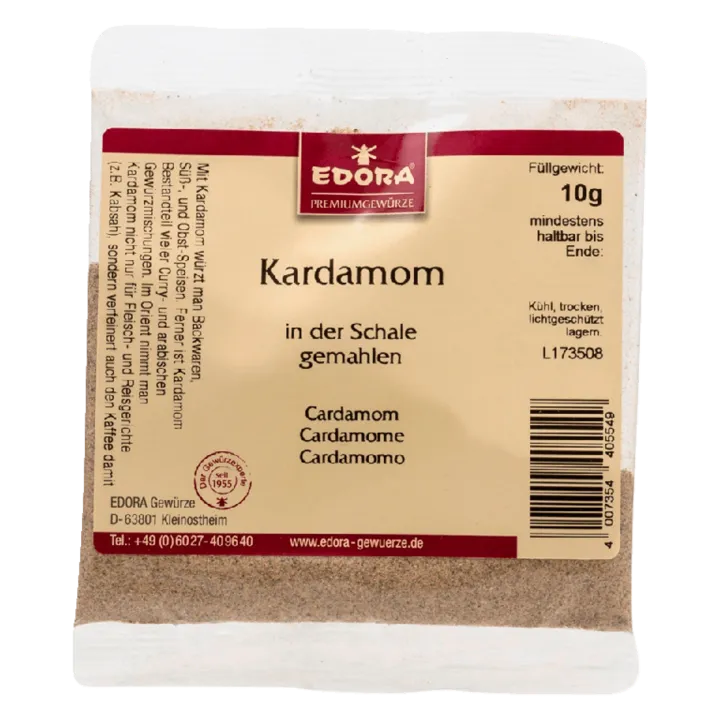 EDORA®
PREMIUMGEWÜRZE
Kardamom
in der Schale
gemahlen
Cardamom
Cardamome
Cardamomo
Mit Kardamom würzt man Backwaren,
Süß-, und Obst-Speisen. Ferner ist Kardamom
Bestandteil vieler Curry- und arabischen
Gewürzmischungen. Im Orient nimmt man
Kardamom nicht nur für Fleisch- und Reisgerichte
(z.B. Kabsah), sondern verfeinert auch den Kaffee damit
Der Gewürzexperte
Seit
1955
EDORA Gewürze
D-63801 Kleinostheim
Tel.: +49 (0)6027-409640
www.edora-gewuerze.de
Füllgewicht:
10g
mindestens
haltbar bis
Ende:
Kühl, trocken,
lichtgeschützt
lagern.
L173508
4 007354 405549